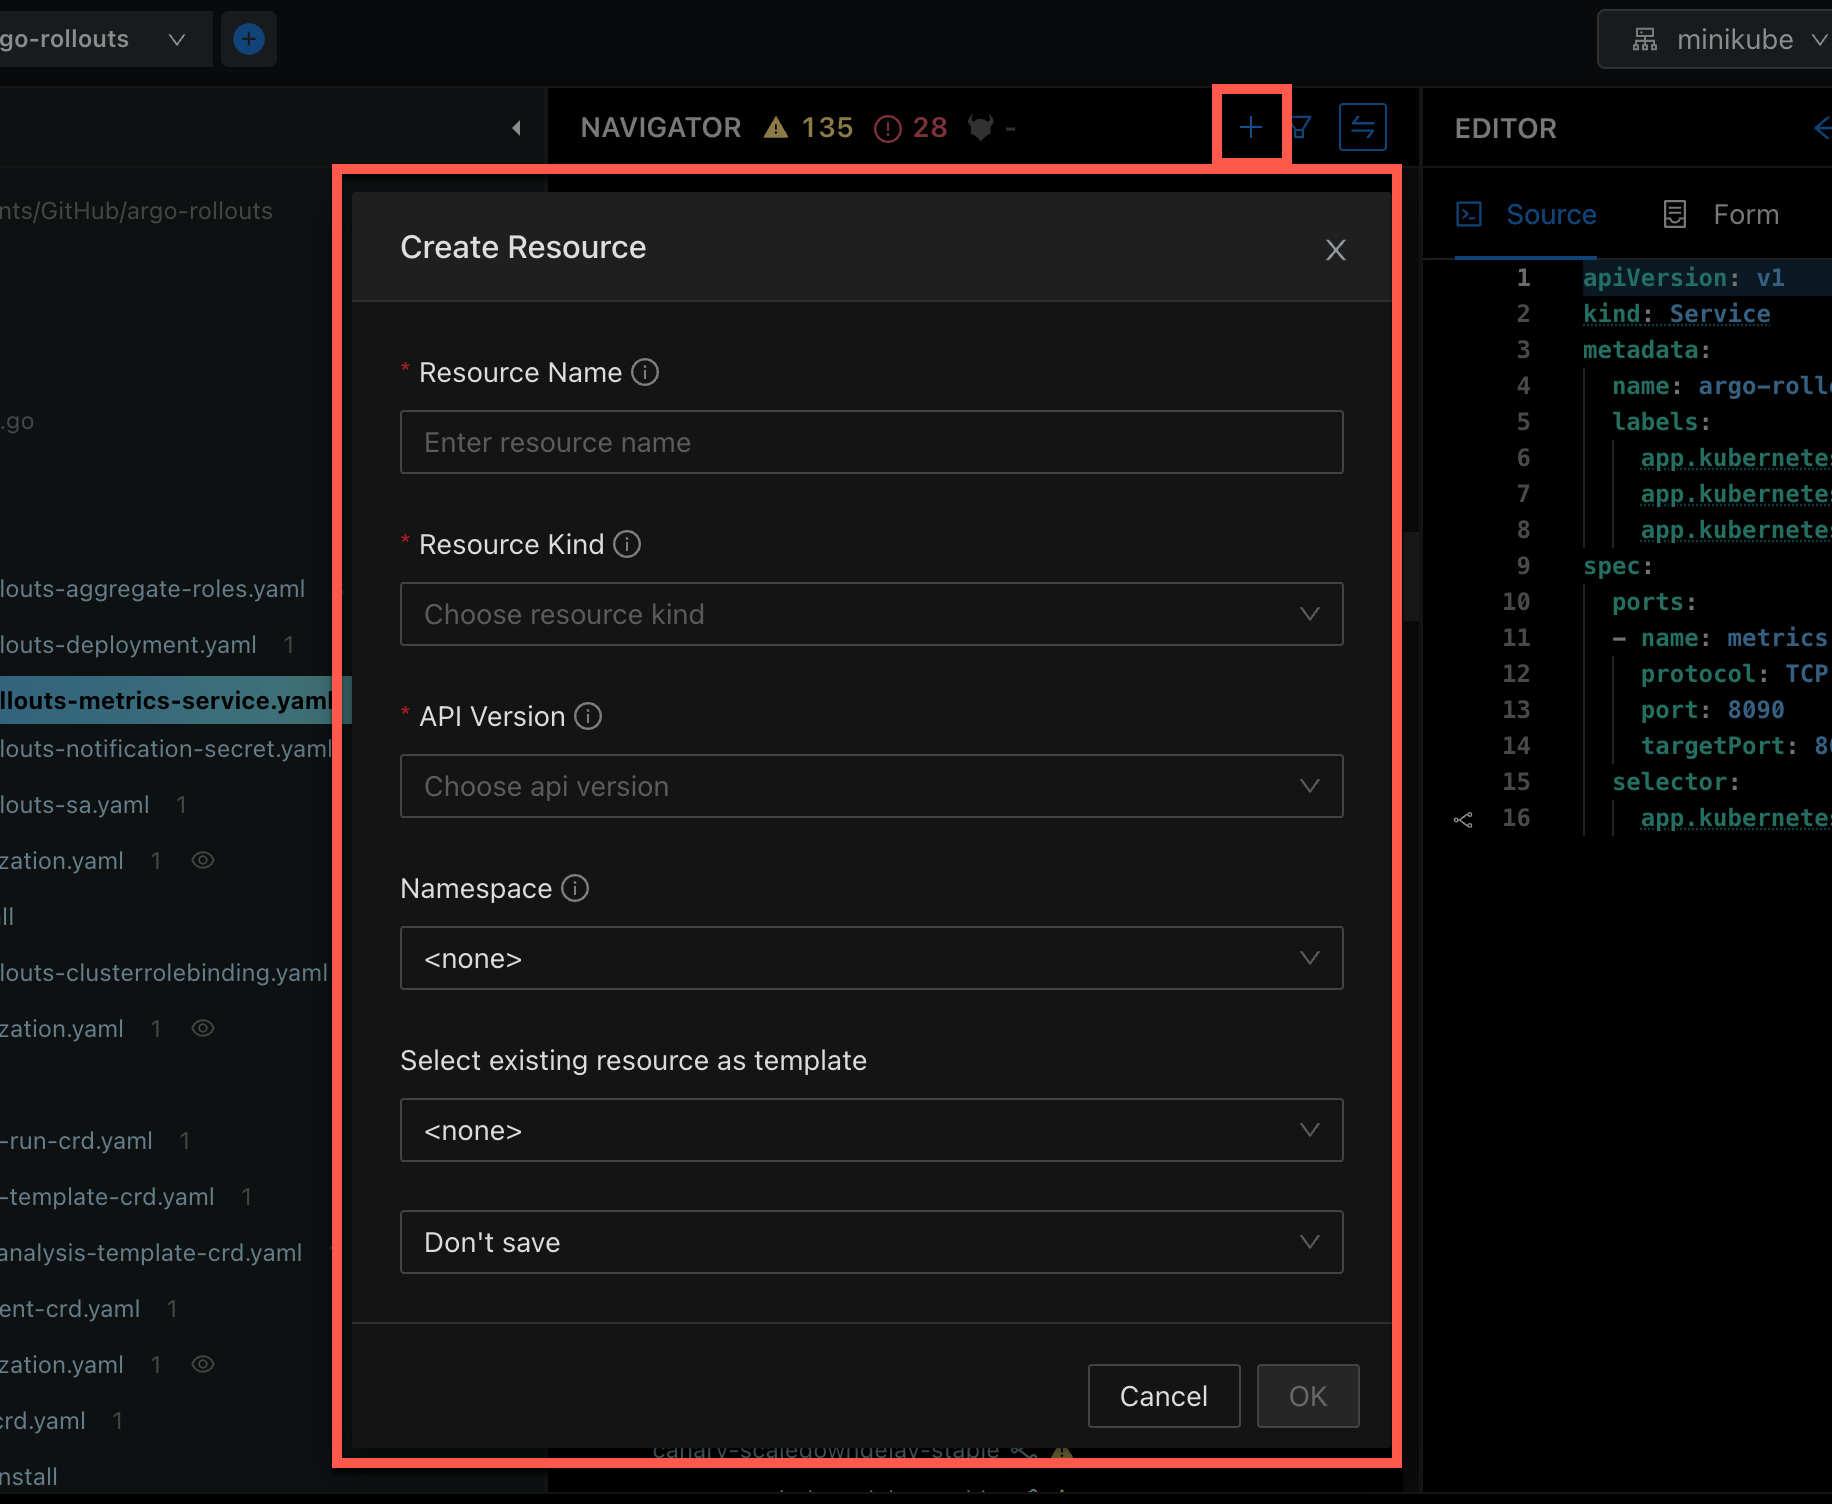 go-rollouts
minikube
NAVIGATOR 135 28 -
EDITOR
nts/GitHub/argo-rollouts
.go
louts-aggregate-roles.yaml
louts-deployment.yaml 1
llouts-metrics-service.yaml
louts-notification-secret.yaml
louts-sa.yaml 1
zation.yaml 1
ll
louts-clusterrolebinding.yaml
zation.yaml 1
-run-crd.yaml 1
-template-crd.yaml 1
analysis-template-crd.yaml
ent-crd.yaml 1
zation.yaml 1
crd.yaml 1
nstall
Create Resource
* Resource Name
Enter resource name
* Resource Kind
Choose resource kind
* API Version
Choose api version
Namespace
<none>
Select existing resource as template
<none>
Don't save
Cancel OK
canary-scaledowndelay-stable
Source Form
1 apiVersion: v1
2 kind: Service
3 metadata:
4 name: argo-roll
5 labels:
6 app.kubernetes
7 app.kubernetes
8 app.kubernetes
9 spec:
10 ports:
11 - name: metrics
12 protocol: TCP
13 port: 8090
14 targetPort: 8
15 selector:
16 app.kubernetes